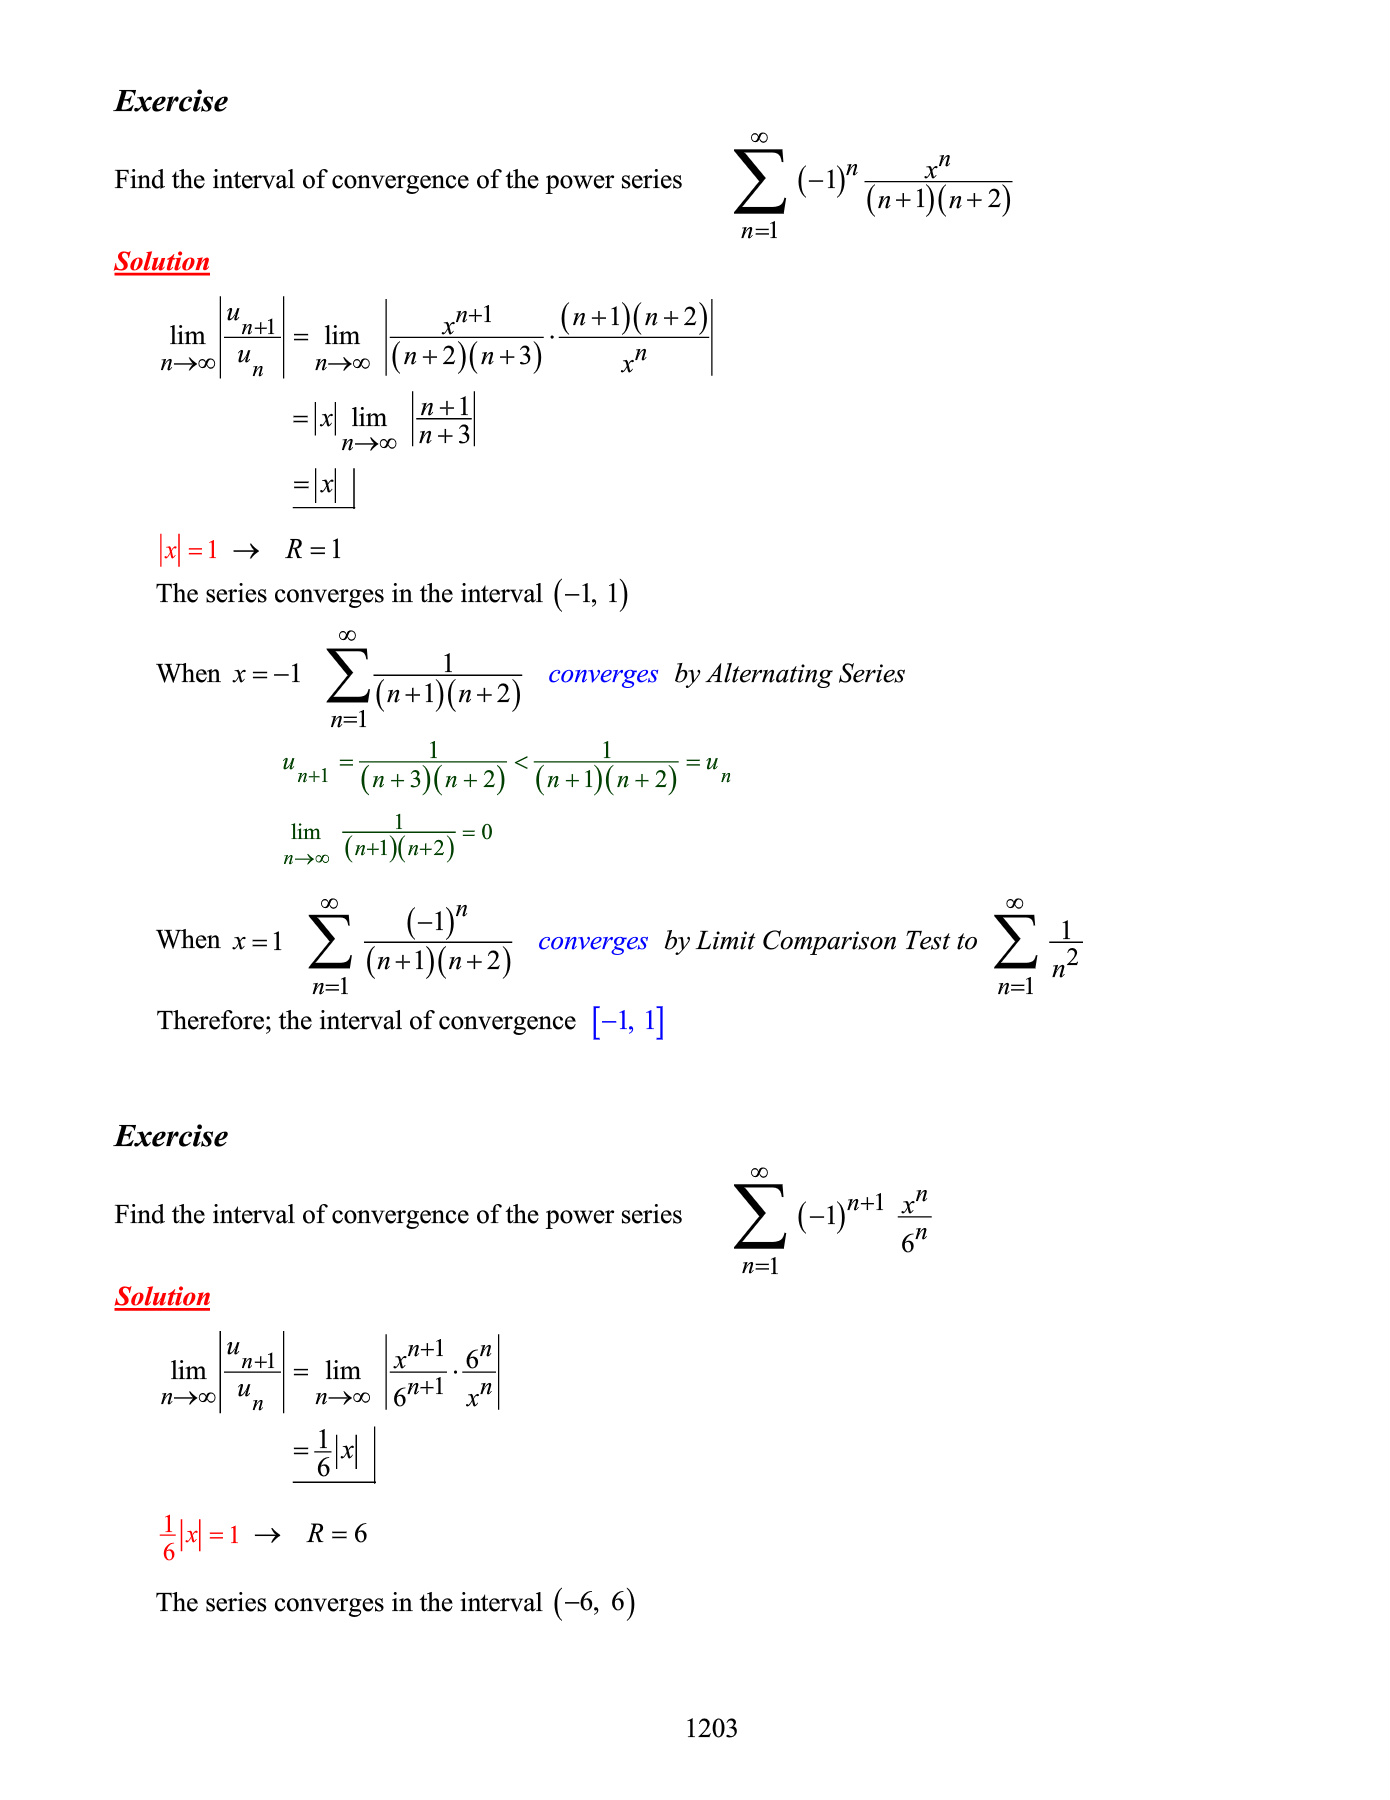 Exercise
Find the interval of convergence of the power series $\sum_{n=1}^{\infty} (-1)^n \frac{x^n}{(n+1)(n+2)}$
Solution
$\lim_{n\to\infty} \left|\frac{u_{n+1}}{u_n}\right| = \lim_{n\to\infty} \left|\frac{x^{n+1}}{(n+2)(n+3)} \cdot \frac{(n+1)(n+2)}{x^n}\right|$
$= |x| \lim_{n\to\infty} \left|\frac{n+1}{n+3}\right|$
$= |x|$
$|x| = 1 \to R = 1$
The series converges in the interval $(-1, 1)$
When $x = -1$ $\sum_{n=1}^{\infty} \frac{1}{(n+1)(n+2)}$ converges by Alternating Series
$u_{n+1} = \frac{1}{(n+3)(n+2)} < \frac{1}{(n+1)(n+2)} = u_n$
$\lim_{n\to\infty} \frac{1}{(n+1)(n+2)} = 0$
When $x = 1$ $\sum_{n=1}^{\infty} \frac{(-1)^n}{(n+1)(n+2)}$ converges by Limit Comparison Test to $\sum_{n=1}^{\infty} \frac{1}{n^2}$
Therefore; the interval of convergence $[-1, 1]$
Exercise
Find the interval of convergence of the power series $\sum_{n=1}^{\infty} (-1)^{n+1} \frac{x^n}{6^n}$
Solution
$\lim_{n\to\infty} \left|\frac{u_{n+1}}{u_n}\right| = \lim_{n\to\infty} \left|\frac{x^{n+1}}{6^{n+1}} \cdot \frac{6^n}{x^n}\right|$
$= \frac{1}{6}|x|$
$\frac{1}{6}|x| = 1 \to R = 6$
The series converges in the interval $(-6, 6)$
1203